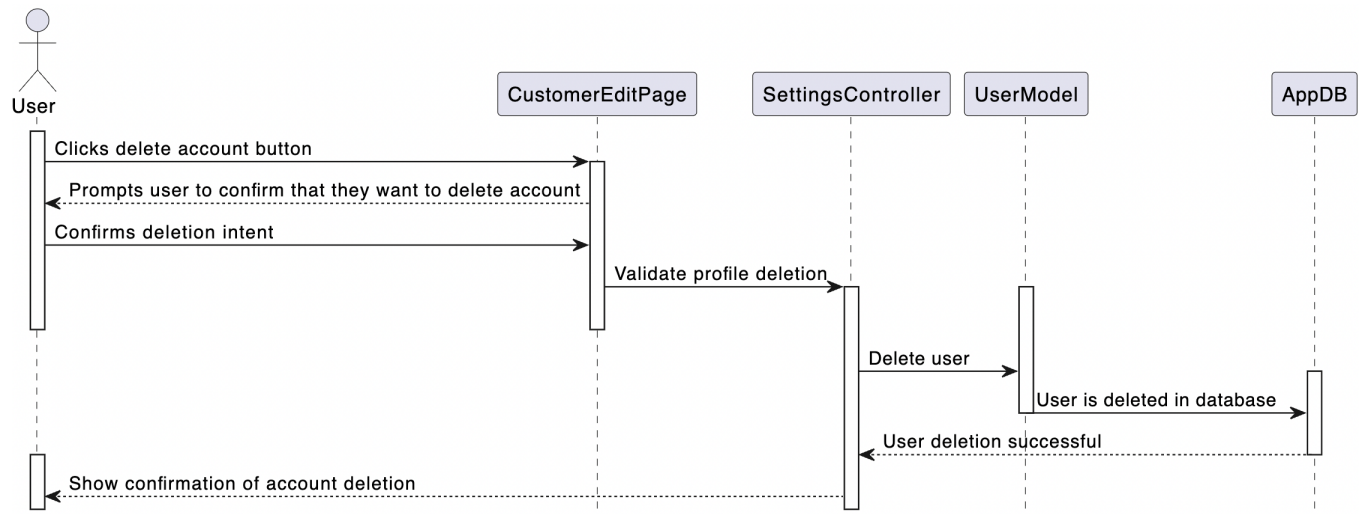 User
CustomerEditPage
SettingsController
UserModel
AppDB
Clicks delete account button
Prompts user to confirm that they want to delete account
Confirms deletion intent
Validate profile deletion
Delete user
User is deleted in database
User deletion successful
Show confirmation of account deletion